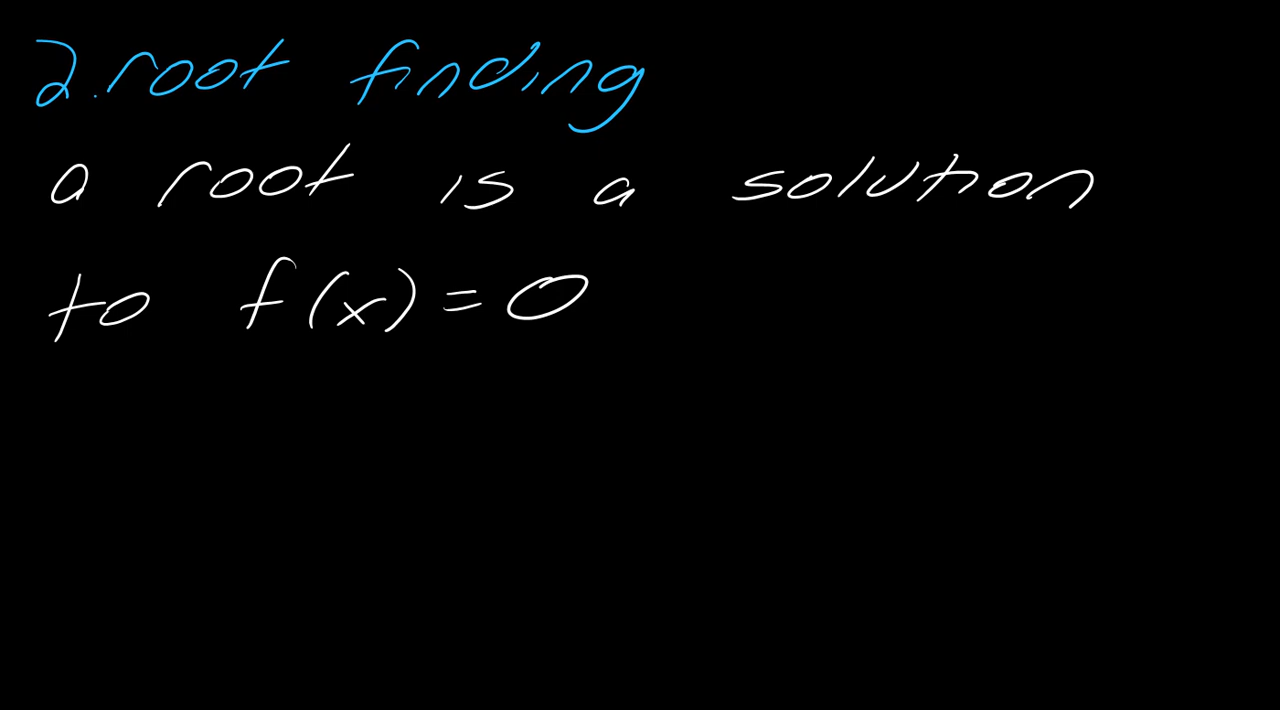 2. root finding
a root is a solution
to f(x) = 0